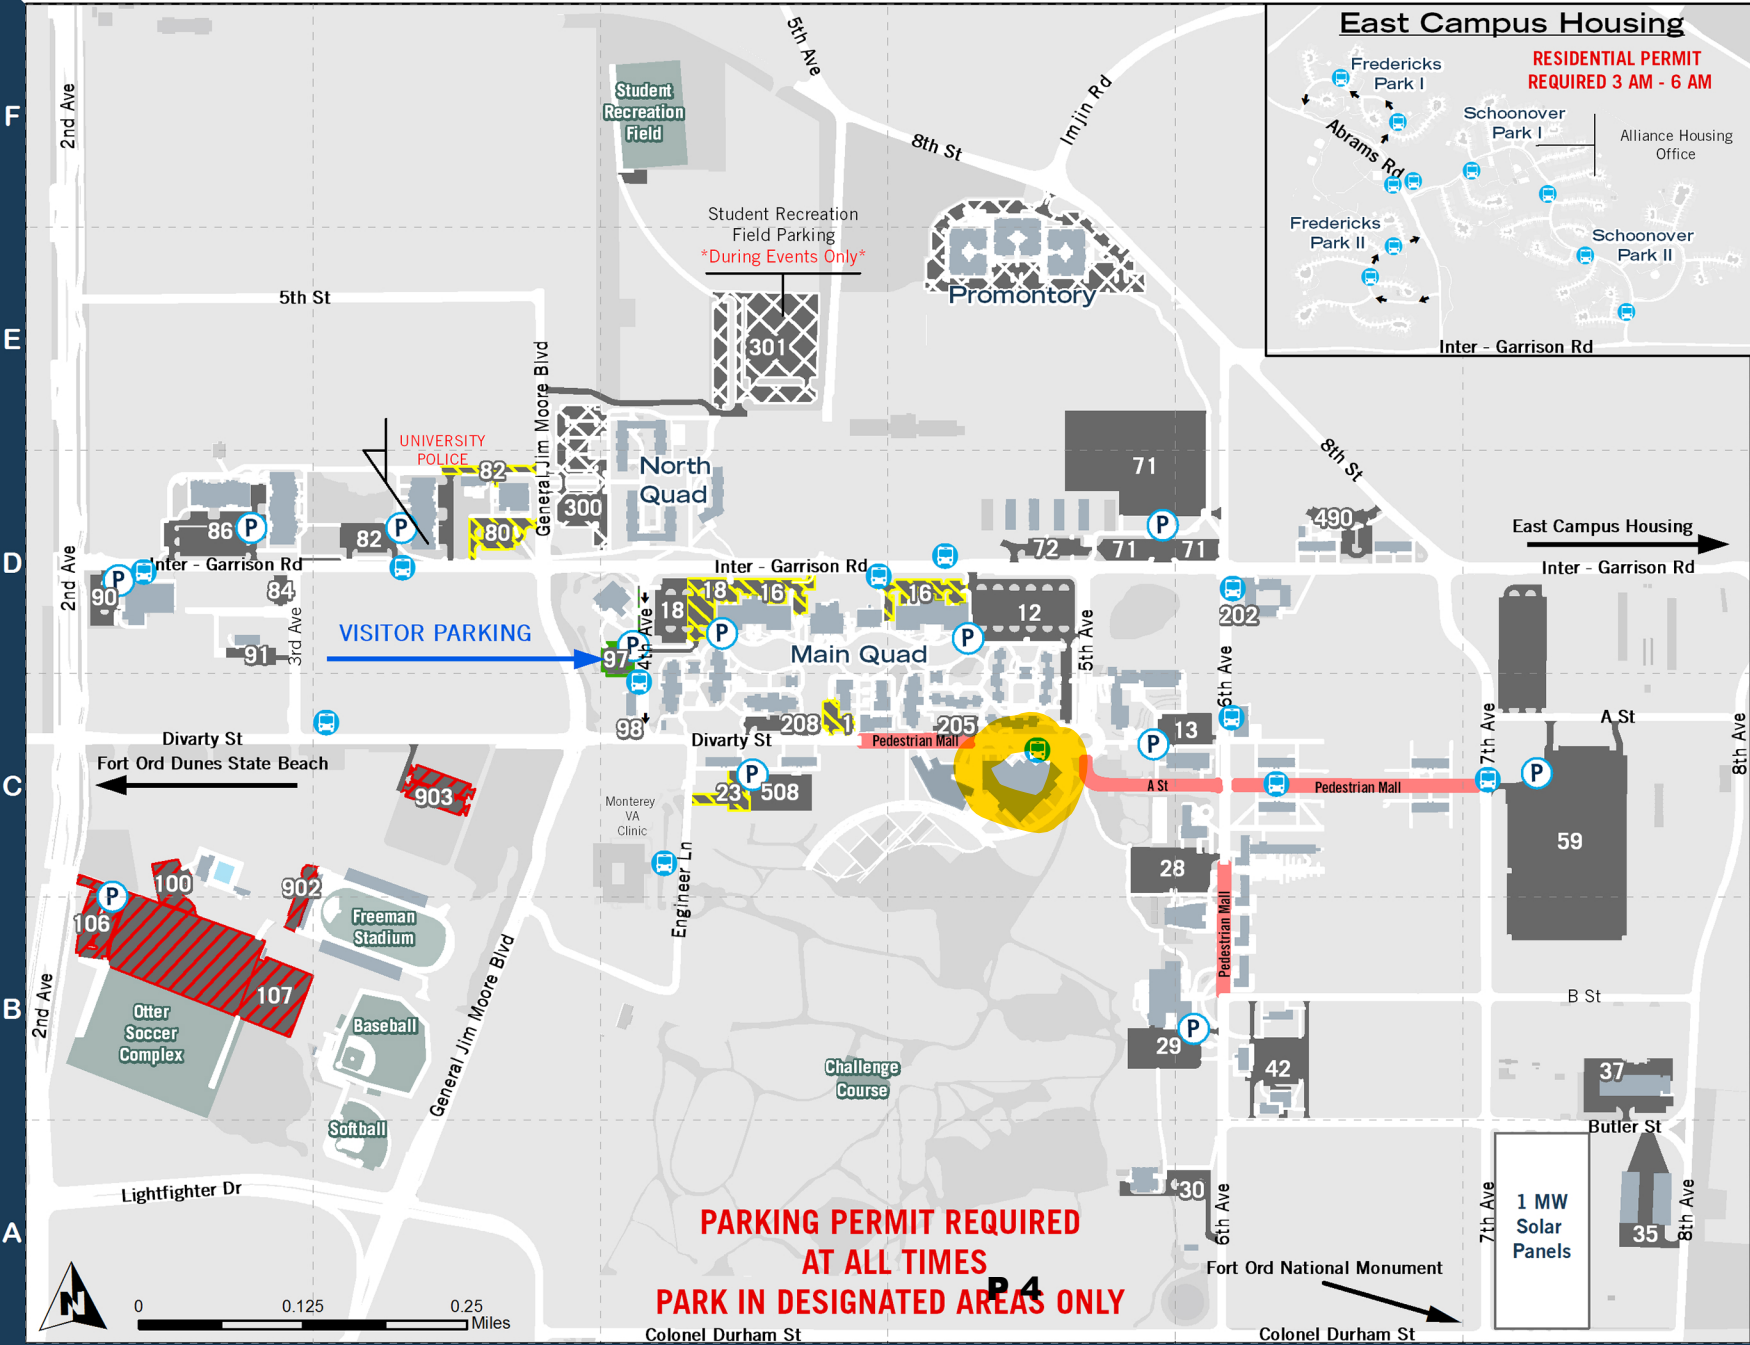 East Campus Housing
RESIDENTIAL PERMIT
REQUIRED 3 AM - 6 AM
Fredericks
Park I
Schoonover
Park I
Alliance Housing
Office
Abrams Rd
Fredericks
Park II
Schoonover
Park II
Inter - Garrison Rd
F
E
D
C
B
A
2nd Ave
5th Ave
Imjin Rd
8th St
Student
Recreation
Field
Student Recreation
Field Parking
*During Events Only*
Promontory
5th St
301
General Jim Moore Blvd
UNIVERSITY
POLICE
82
North
Quad
300
71
8th St
490
East Campus Housing
86
P
82
P
80
72
71
71
P
2nd Ave
Inter - Garrison Rd
Inter - Garrison Rd
Inter - Garrison Rd
90
P
84
18
18
16
16
12
202
3rd Ave
VISITOR PARKING
97
P
4th Ave
P
P
Main Quad
5th Ave
6th Ave
91
98
208
1
205
13
P
A St
7th Ave
8th Ave
Divarty St
Divarty St
Pedestrian Mall
Fort Ord Dunes State Beach
903
23
P
508
A St
Pedestrian Mall
P
Monterey
VA
Clinic
59
100
902
28
106
P
Freeman
Stadium
Engineer Ln
Pedestrian Mall
107
General Jim Moore Blvd
B St
2nd Ave
Otter
Soccer
Complex
Baseball
29
P
42
Challenge
Course
37
Softball
Butler St
Lightfighter Dr
30
6th Ave
7th Ave
1 MW
Solar
Panels
35
8th Ave
PARKING PERMIT REQUIRED
AT ALL TIMES
PARK IN DESIGNATED AREAS ONLY
P 4
Fort Ord National Monument
N
0
0.125
0.25
Miles
Colonel Durham St
Colonel Durham St